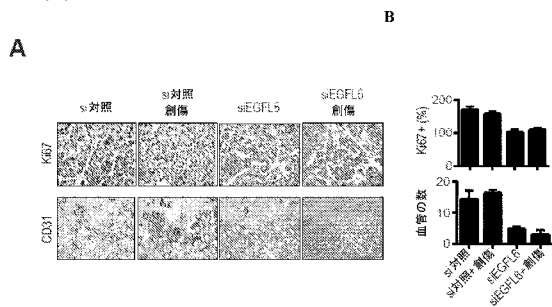 B
A
si対照
si対照
創傷
siEGFL6
siEGFL6
創傷
Ki67
CD31
Ki67+ (%)
200
100
0
血管の数
20
10
0
si対照
si対照+創傷
siEGFL6
siEGFL6+創傷